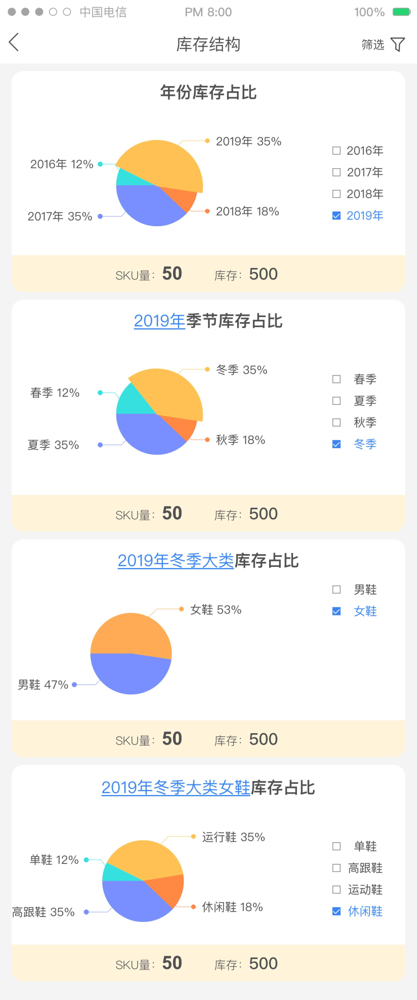 中国电信 PM 8:00 100%
库存结构 筛选
年份库存占比
2019年 35%
2016年 12%
2017年 35%
2018年 18%
2016年
2017年
2018年
2019年
SKU量： 50 库存： 500
2019年季节库存占比
冬季 35%
春季 12%
夏季 35%
秋季 18%
春季
夏季
秋季
冬季
SKU量： 50 库存： 500
2019年冬季大类库存占比
女鞋 53%
男鞋 47%
男鞋
女鞋
SKU量： 50 库存： 500
2019年冬季大类女鞋库存占比
运行鞋 35%
单鞋 12%
高跟鞋 35%
休闲鞋 18%
单鞋
高跟鞋
运动鞋
休闲鞋
SKU量： 50 库存： 500